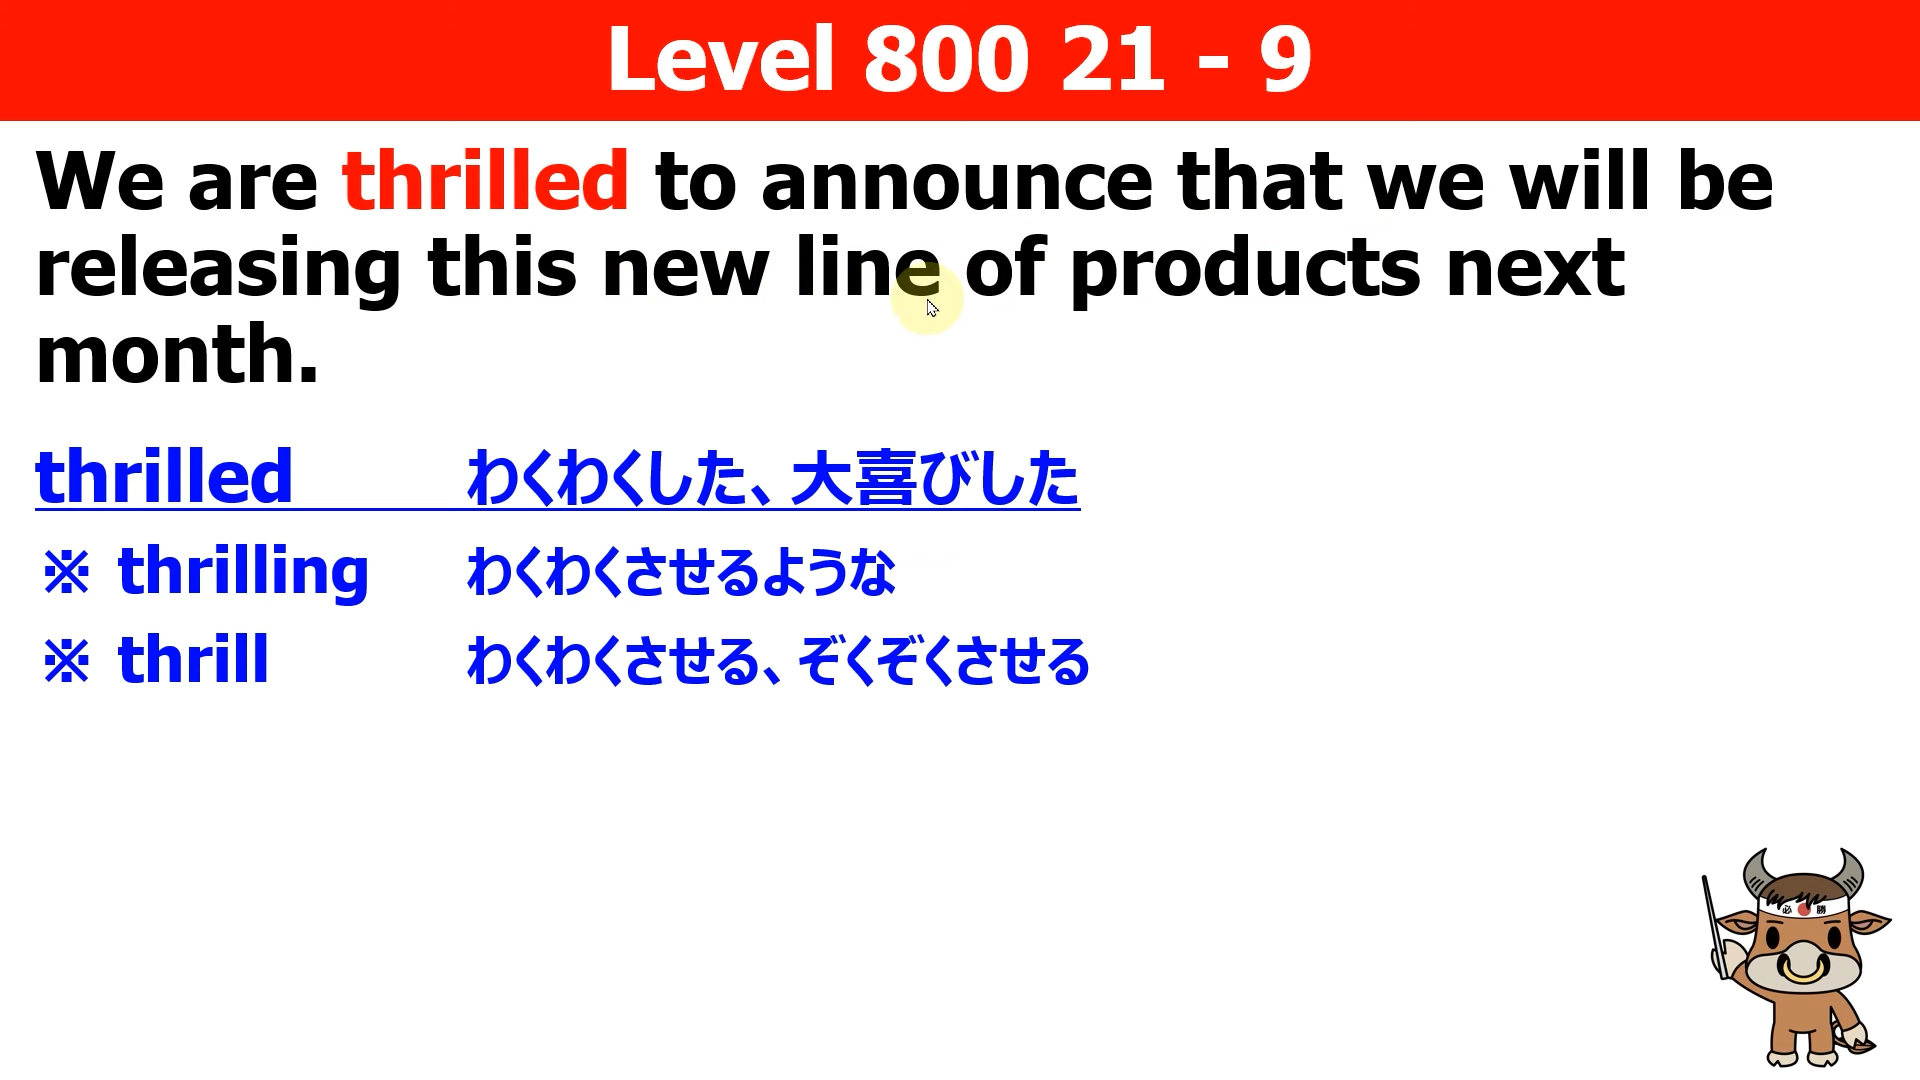 Level 800 21 - 9
We are thrilled to announce that we will be
releasing this new line of products next
month.
thrilled わくわくした、大喜びした
※ thrilling わくわくさせるような
※ thrill わくわくさせる、ぞくぞくさせる
必 勝